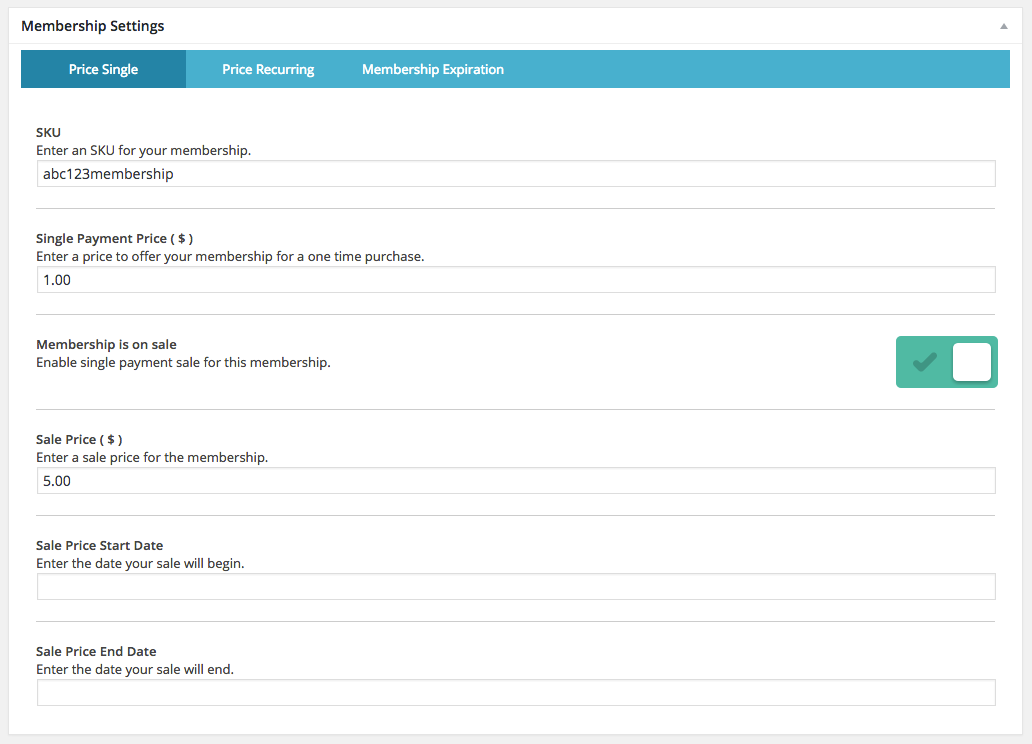 Membership Settings
Price Single Price Recurring Membership Expiration
SKU
Enter an SKU for your membership.
abc123membership
Single Payment Price ( $ )
Enter a price to offer your membership for a one time purchase.
1.00
Membership is on sale
Enable single payment sale for this membership.
Sale Price ( $ )
Enter a sale price for the membership.
5.00
Sale Price Start Date
Enter the date your sale will begin.
Sale Price End Date
Enter the date your sale will end.